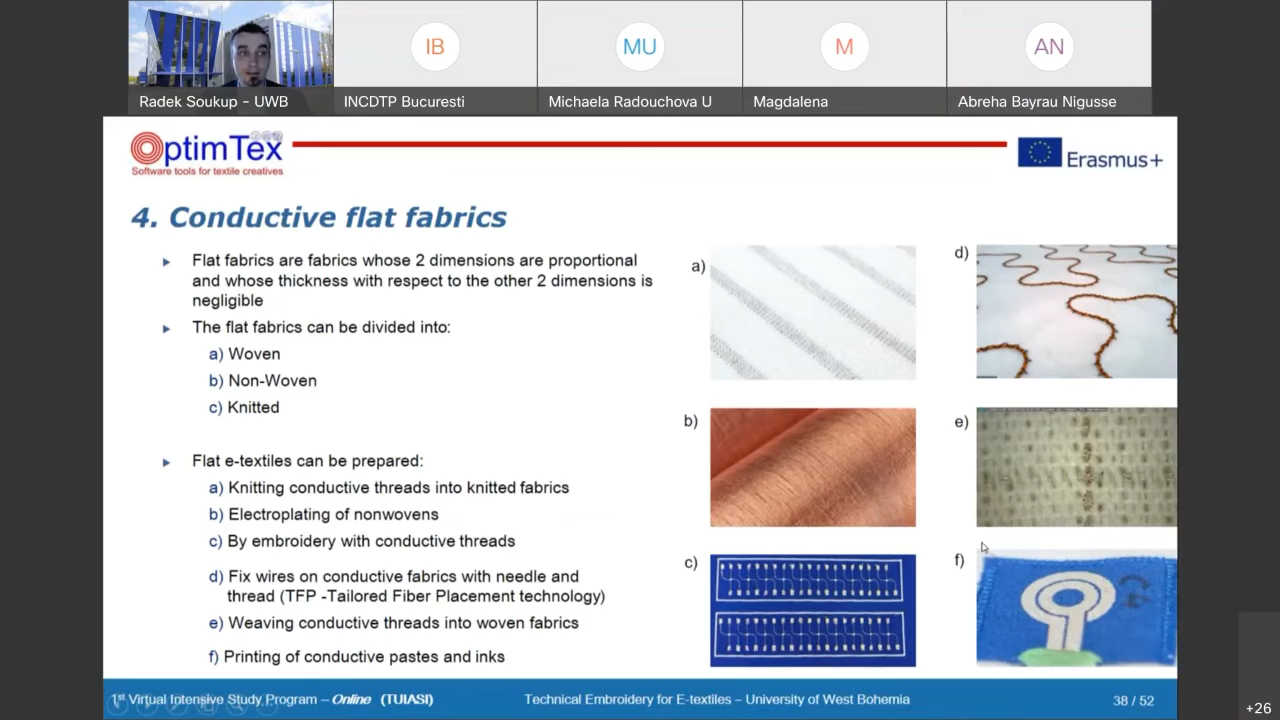 IB
MU
M
AN
Radek Soukup - UWB
INCDTP Bucuresti
Michaela Radouchova U
Magdalena
Abreha Bayrau Nigusse
OptimTex
Software tools for textile creatives
Erasmus+
4. Conductive flat fabrics
Flat fabrics are fabrics whose 2 dimensions are proportional
and whose thickness with respect to the other 2 dimensions is
negligible
The flat fabrics can be divided into:
a) Woven
b) Non-Woven
c) Knitted
Flat e-textiles can be prepared:
a) Knitting conductive threads into knitted fabrics
b) Electroplating of nonwovens
c) By embroidery with conductive threads
d) Fix wires on conductive fabrics with needle and
thread (TFP -Tailored Fiber Placement technology)
e) Weaving conductive threads into woven fabrics
f) Printing of conductive pastes and inks
a)
d)
b)
e)
c)
f)
1st Virtual Intensive Study Program – Online (TUIASI)
Technical Embroidery for E-textiles – University of West Bohemia
38 / 52
+26